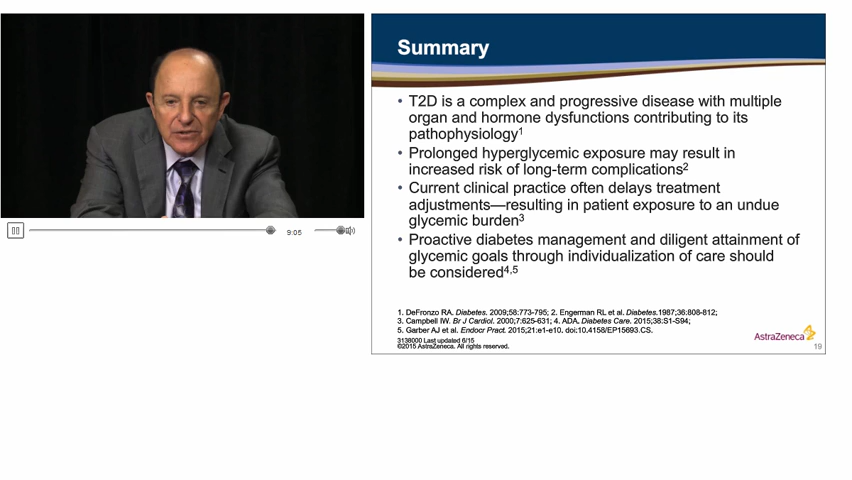 Summary
• T2D is a complex and progressive disease with multiple
organ and hormone dysfunctions contributing to its
pathophysiology1
• Prolonged hyperglycemic exposure may result in
increased risk of long-term complications2
• Current clinical practice often delays treatment
adjustments—resulting in patient exposure to an undue
glycemic burden3
• Proactive diabetes management and diligent attainment of
glycemic goals through individualization of care should
be considered4,5
1. DeFronzo RA. Diabetes. 2009;58:773-795; 2. Engerman RL et al. Diabetes.1987;36:808-812;
3. Campbell IW. Br J Cardiol. 2000;7:625-631; 4. ADA. Diabetes Care. 2015;38:S1-S94;
5. Garber AJ et al. Endocr Pract. 2015;21:e1-e10. doi:10.4158/EP15693.CS.
3138000 Last updated 6/15
©2015 AstraZeneca. All rights reserved.
AstraZeneca
19
9:05